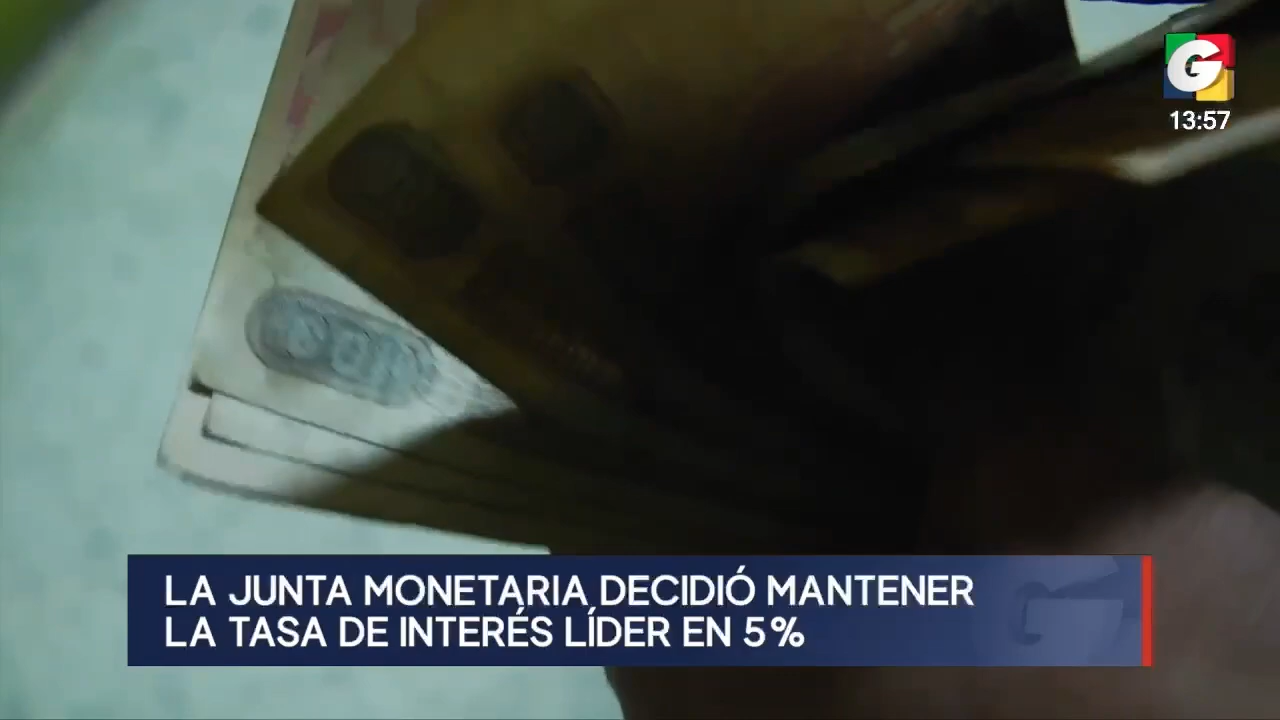 G
13:57
LA JUNTA MONETARIA DECIDIÓ MANTENER
LA TASA DE INTERÉS LÍDER EN 5%